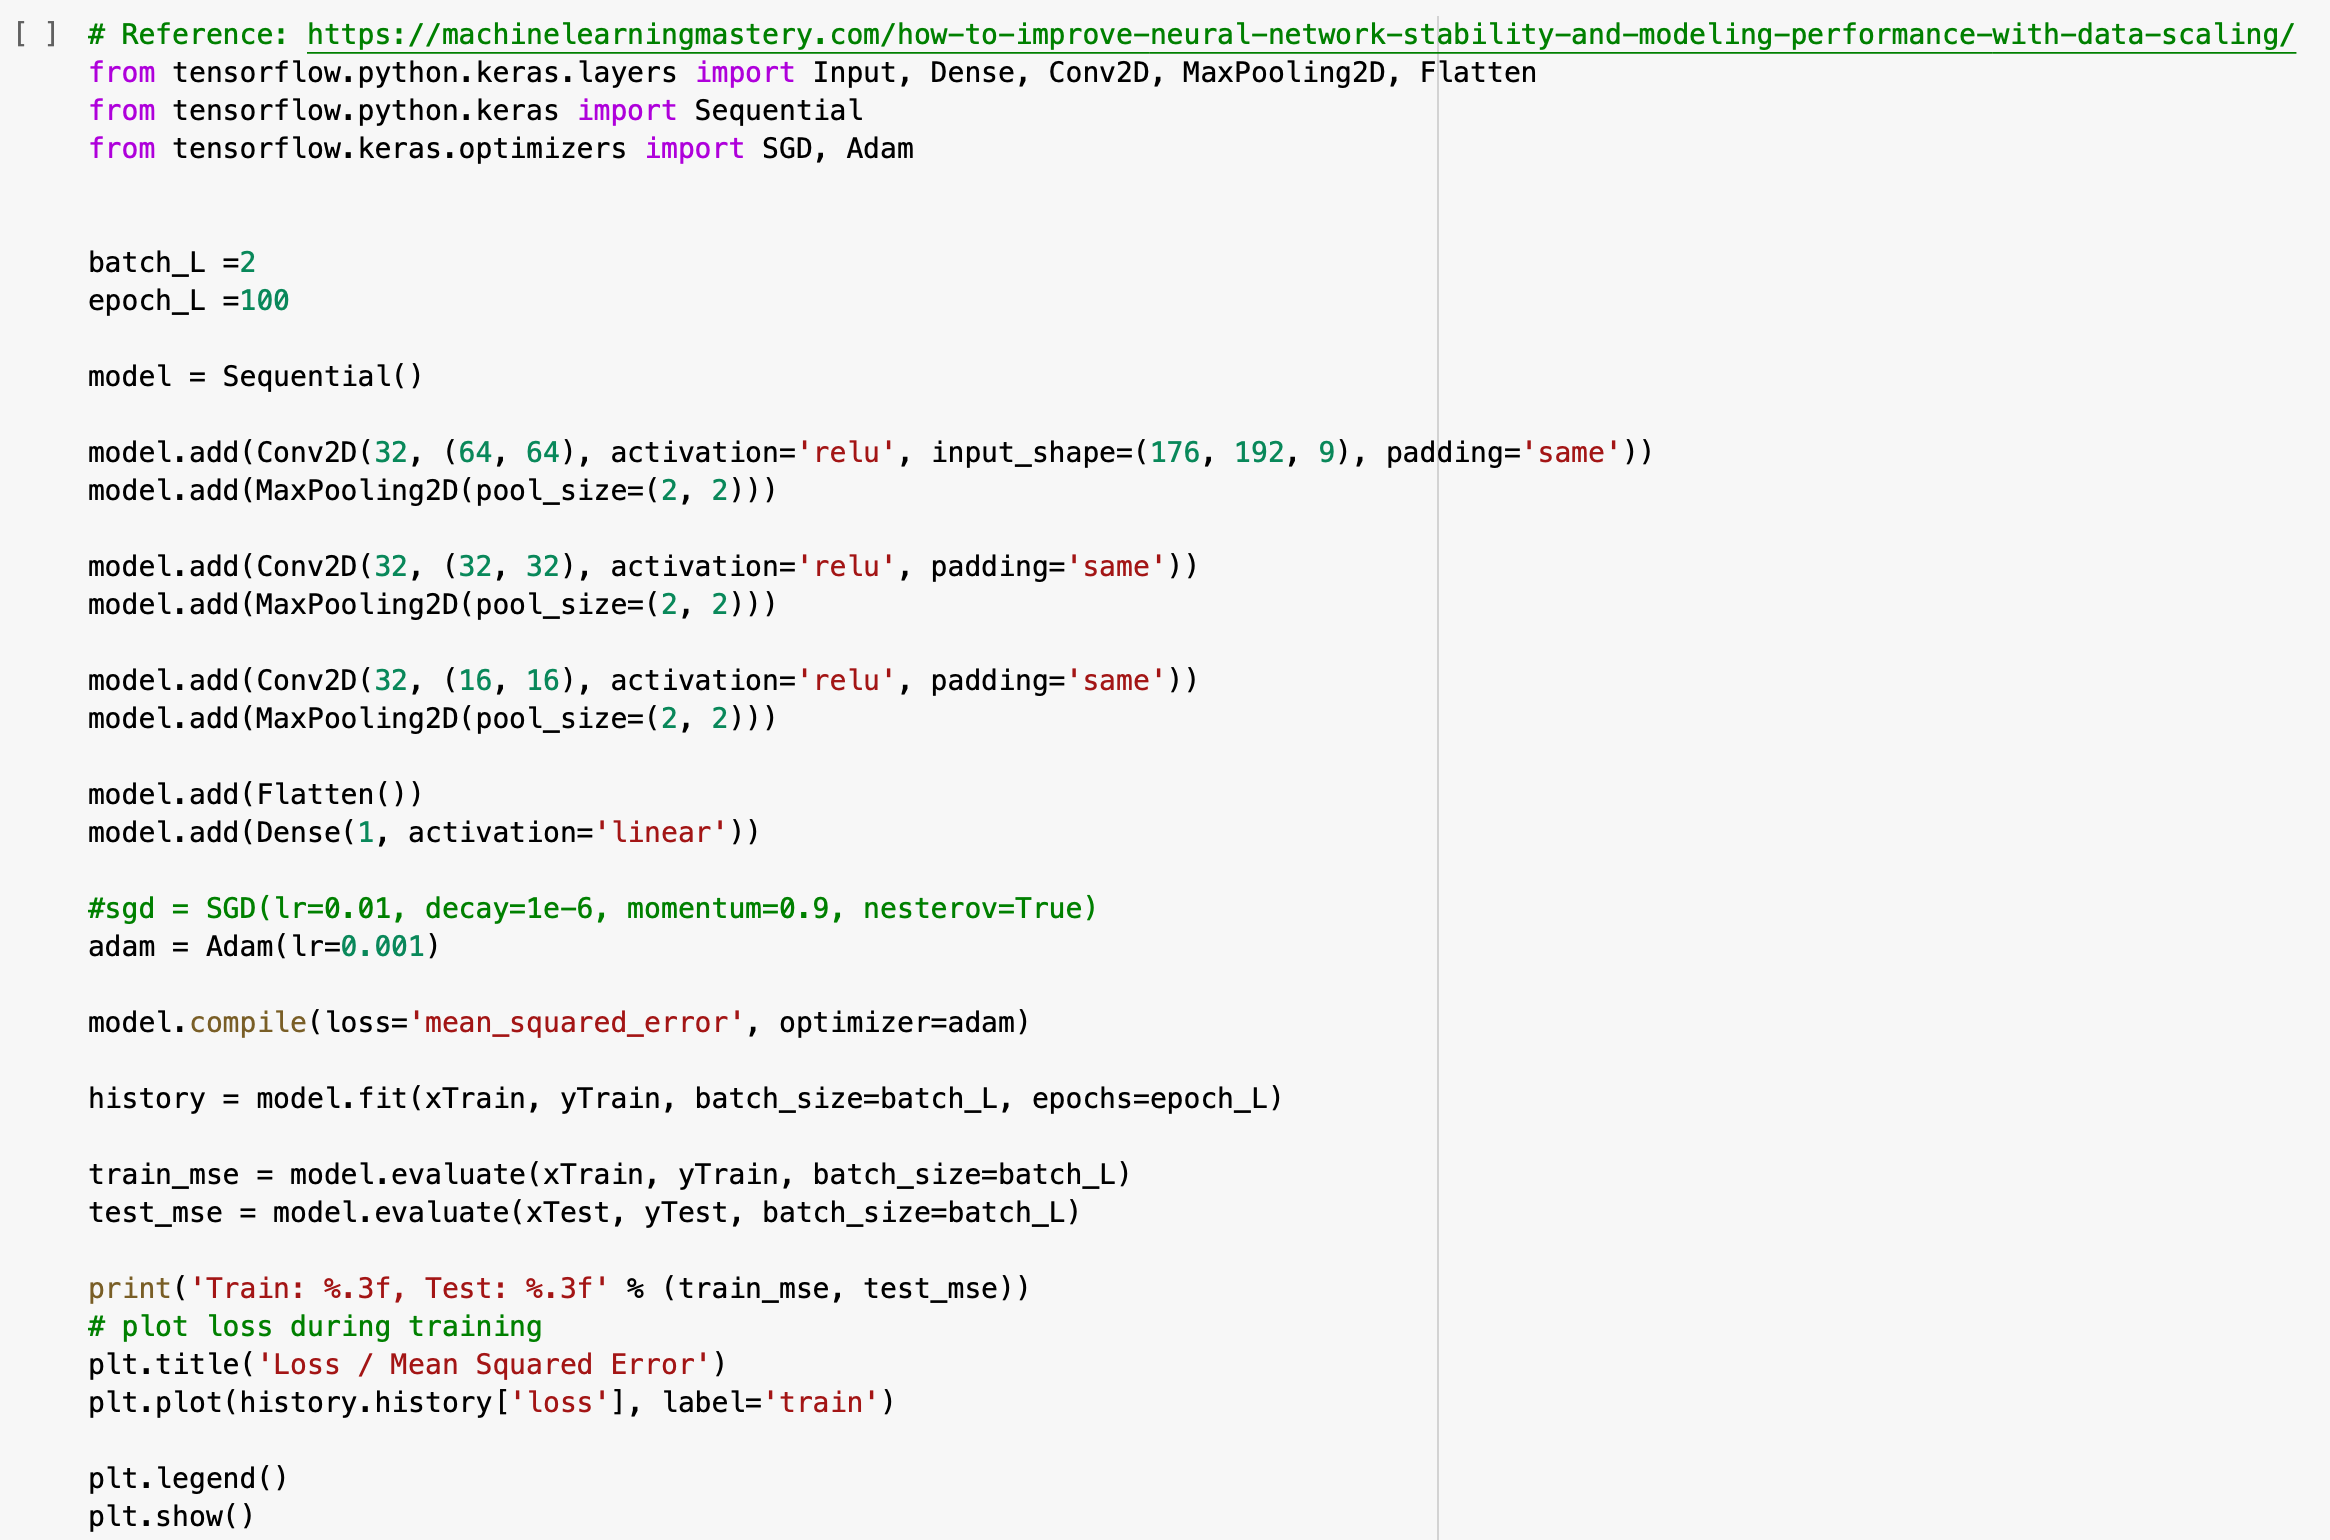 [ ] # Reference: https://machinelearningmastery.com/how-to-improve-neural-network-stability-and-modeling-performance-with-data-scaling/
from tensorflow.python.keras.layers import Input, Dense, Conv2D, MaxPooling2D, Flatten
from tensorflow.python.keras import Sequential
from tensorflow.keras.optimizers import SGD, Adam
batch_L =2
epoch_L =100
model = Sequential()
model.add(Conv2D(32, (64, 64), activation='relu', input_shape=(176, 192, 9), padding='same'))
model.add(MaxPooling2D(pool_size=(2, 2)))
model.add(Conv2D(32, (32, 32), activation='relu', padding='same'))
model.add(MaxPooling2D(pool_size=(2, 2)))
model.add(Conv2D(32, (16, 16), activation='relu', padding='same'))
model.add(MaxPooling2D(pool_size=(2, 2)))
model.add(Flatten())
model.add(Dense(1, activation='linear'))
#sgd = SGD(lr=0.01, decay=1e-6, momentum=0.9, nesterov=True)
adam = Adam(lr=0.001)
model.compile(loss='mean_squared_error', optimizer=adam)
history = model.fit(xTrain, yTrain, batch_size=batch_L, epochs=epoch_L)
train_mse = model.evaluate(xTrain, yTrain, batch_size=batch_L)
test_mse = model.evaluate(xTest, yTest, batch_size=batch_L)
print('Train: %.3f, Test: %.3f' % (train_mse, test_mse))
# plot loss during training
plt.title('Loss / Mean Squared Error')
plt.plot(history.history['loss'], label='train')
plt.legend()
plt.show()